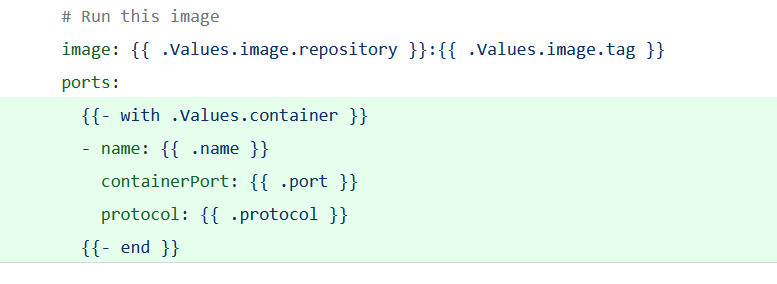 # Run this image
image: {{ .Values.image.repository }}:{{ .Values.image.tag }}
ports:
  {{- with .Values.container }}
  - name: {{ .name }}
    containerPort: {{ .port }}
    protocol: {{ .protocol }}
  {{- end }}